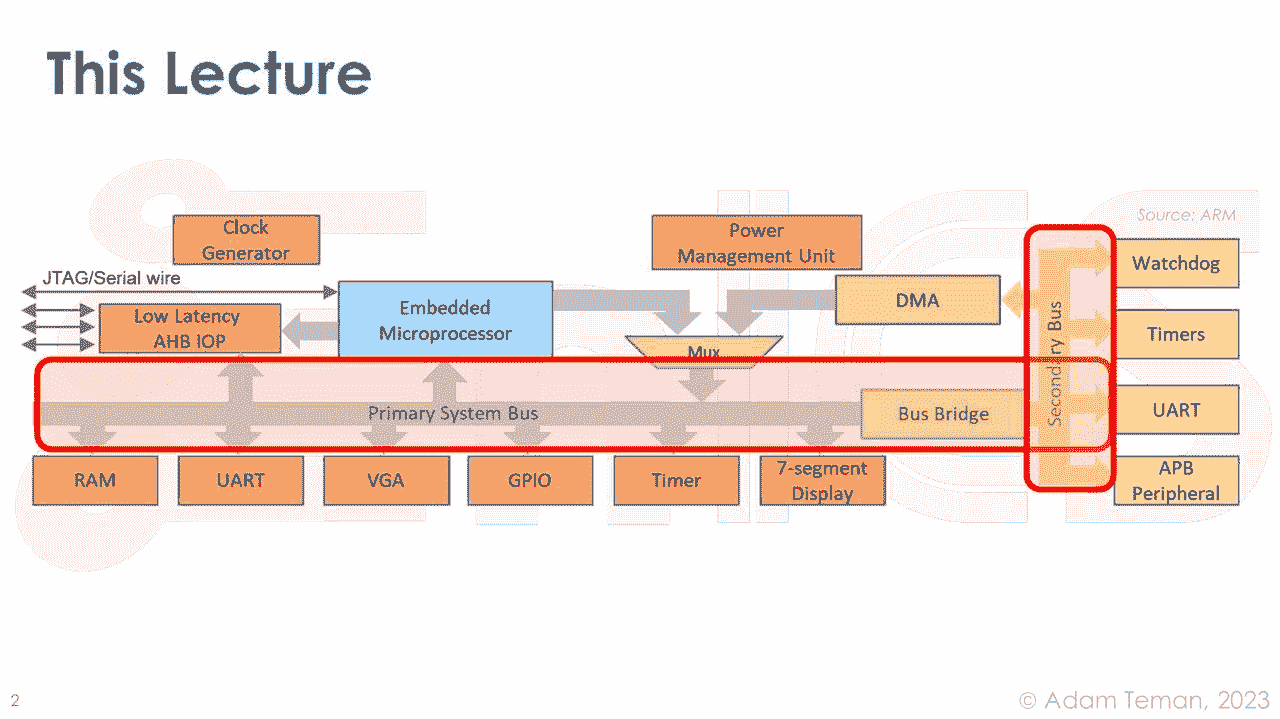 This Lecture
Source: ARM
Clock
Generator
Power
Management Unit
JTAG/Serial wire
Low Latency
AHB IOP
Embedded
Microprocessor
Mux
DMA
Secondary Bus
Watchdog
Timers
UART
APB
Peripheral
Primary System Bus
Bus Bridge
RAM
UART
VGA
GPIO
Timer
7-segment
Display
2
© Adam Teman, 2023